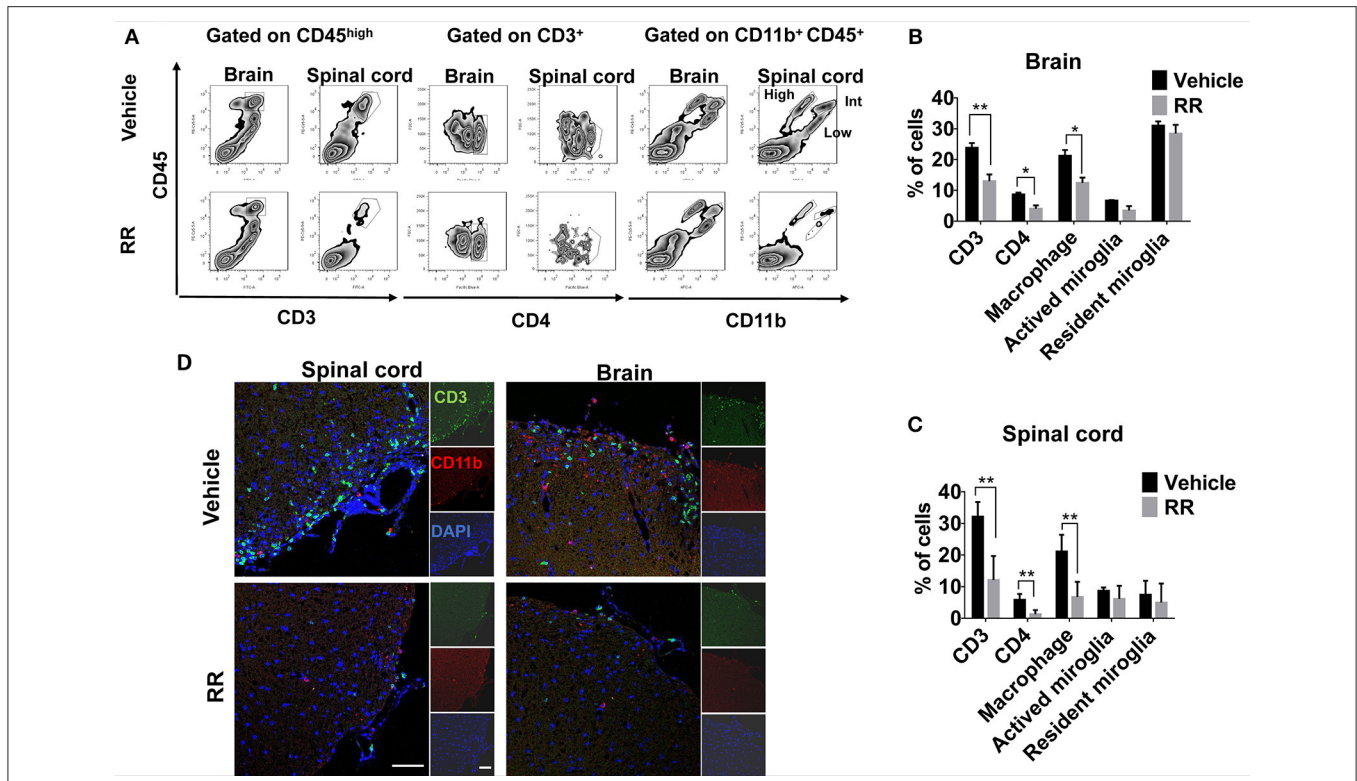 A
Gated on CD45high
Gated on CD3+
Gated on CD11b+ CD45+
Brain
Spinal cord
Brain
Spinal cord
Brain
Spinal cord
Vehicle
High
Int
Low
CD45
RR
CD3
CD4
CD11b
B
Brain
Vehicle
RR
% of cells
40
30
20
10
0
**
*
*
CD3
CD4
Macrophage
Actived miroglia
Resident miroglia
C
Spinal cord
Vehicle
RR
% of cells
40
30
20
10
0
**
**
**
CD3
CD4
Macrophage
Actived miroglia
Resident miroglia
D
Spinal cord
Brain
Vehicle
CD3
CD11b
DAPI
RR